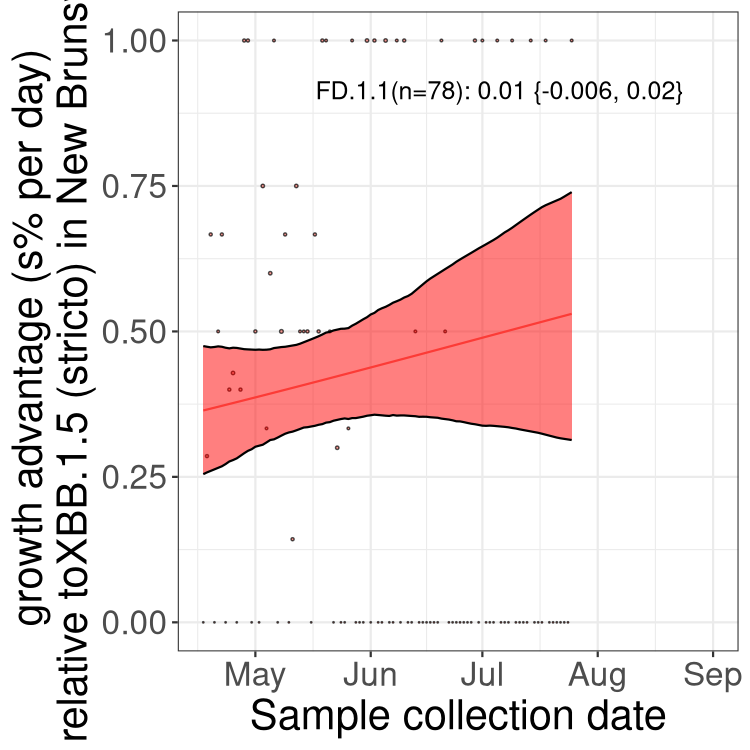 growth advantage (s% per day)
relative toXBB.1.5 (stricto) in New
1.00
0.75
0.50
0.25
0.00
FD.1.1(n=78): 0.01 {-0.006, 0.02}
May Jun Jul Aug Sep
Sample collection date